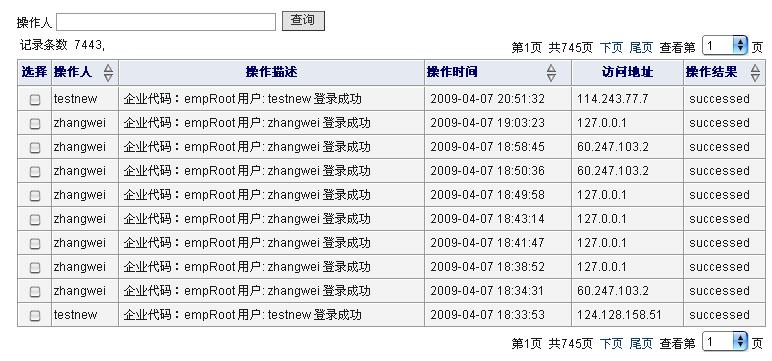 操作人 查询
记录条数 7443,
第1页 共745页 下页 尾页 查看第 1 页
选择 操作人 操作描述 操作时间 访问地址 操作结果
testnew 企业代码：empRoot 用户: testnew 登录成功 2009-04-07 20:51:32 114.243.77.7 successed
zhangwei 企业代码：empRoot 用户: zhangwei 登录成功 2009-04-07 19:03:23 127.0.0.1 successed
zhangwei 企业代码：empRoot 用户: zhangwei 登录成功 2009-04-07 18:58:45 60.247.103.2 successed
zhangwei 企业代码：empRoot 用户: zhangwei 登录成功 2009-04-07 18:50:36 60.247.103.2 successed
zhangwei 企业代码：empRoot 用户: zhangwei 登录成功 2009-04-07 18:49:58 127.0.0.1 successed
zhangwei 企业代码：empRoot 用户: zhangwei 登录成功 2009-04-07 18:43:14 127.0.0.1 successed
zhangwei 企业代码：empRoot 用户: zhangwei 登录成功 2009-04-07 18:41:47 127.0.0.1 successed
zhangwei 企业代码：empRoot 用户: zhangwei 登录成功 2009-04-07 18:38:52 127.0.0.1 successed
zhangwei 企业代码：empRoot 用户: zhangwei 登录成功 2009-04-07 18:34:31 60.247.103.2 successed
testnew 企业代码：empRoot 用户: testnew 登录成功 2009-04-07 18:33:53 124.128.158.51 successed
第1页 共745页 下页 尾页 查看第 1 页